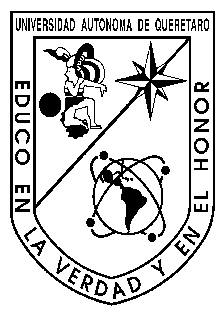 UNIVERSIDAD AUTONOMA DE QUERETARO
EDUCO EN LA VERDAD Y EN EL HONOR